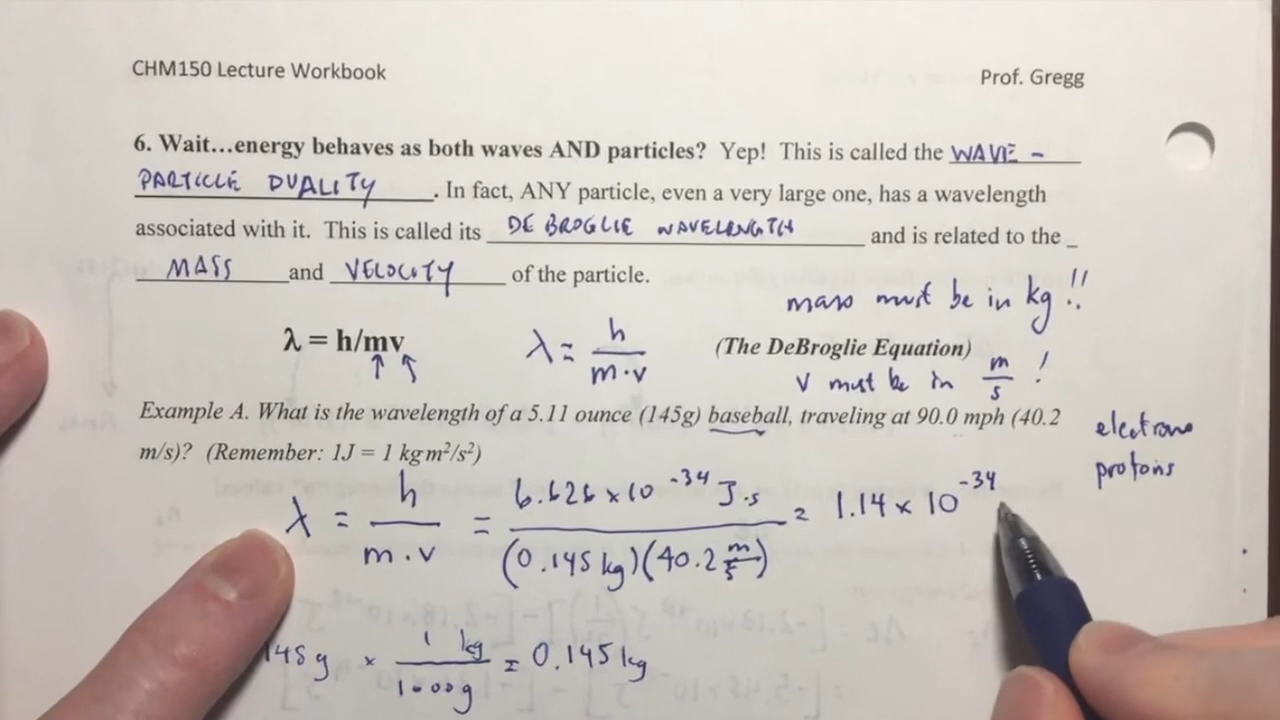 CHM150 Lecture Workbook Prof. Gregg
6. Wait…energy behaves as both waves AND particles? Yep! This is called the WAVE -
PARTICLE DUALITY. In fact, ANY particle, even a very large one, has a wavelength
associated with it. This is called its DE BROGLIE WAVELENGTH and is related to the _
MASS and VELOCITY of the particle.
mass must be in kg!!
λ = h/mv λ = h/m·v (The DeBroglie Equation)
v must be in m/s !
Example A. What is the wavelength of a 5.11 ounce (145g) baseball, traveling at 90.0 mph (40.2
m/s)? (Remember: 1J = 1 kgm²/s²)
electrons
protons
λ = h/m·v = 6.626 × 10⁻³⁴ J·s/(0.145 kg)(40.2 m/s) = 1.14 × 10⁻³⁴
145 g × 1 kg/1000g = 0.145 kg